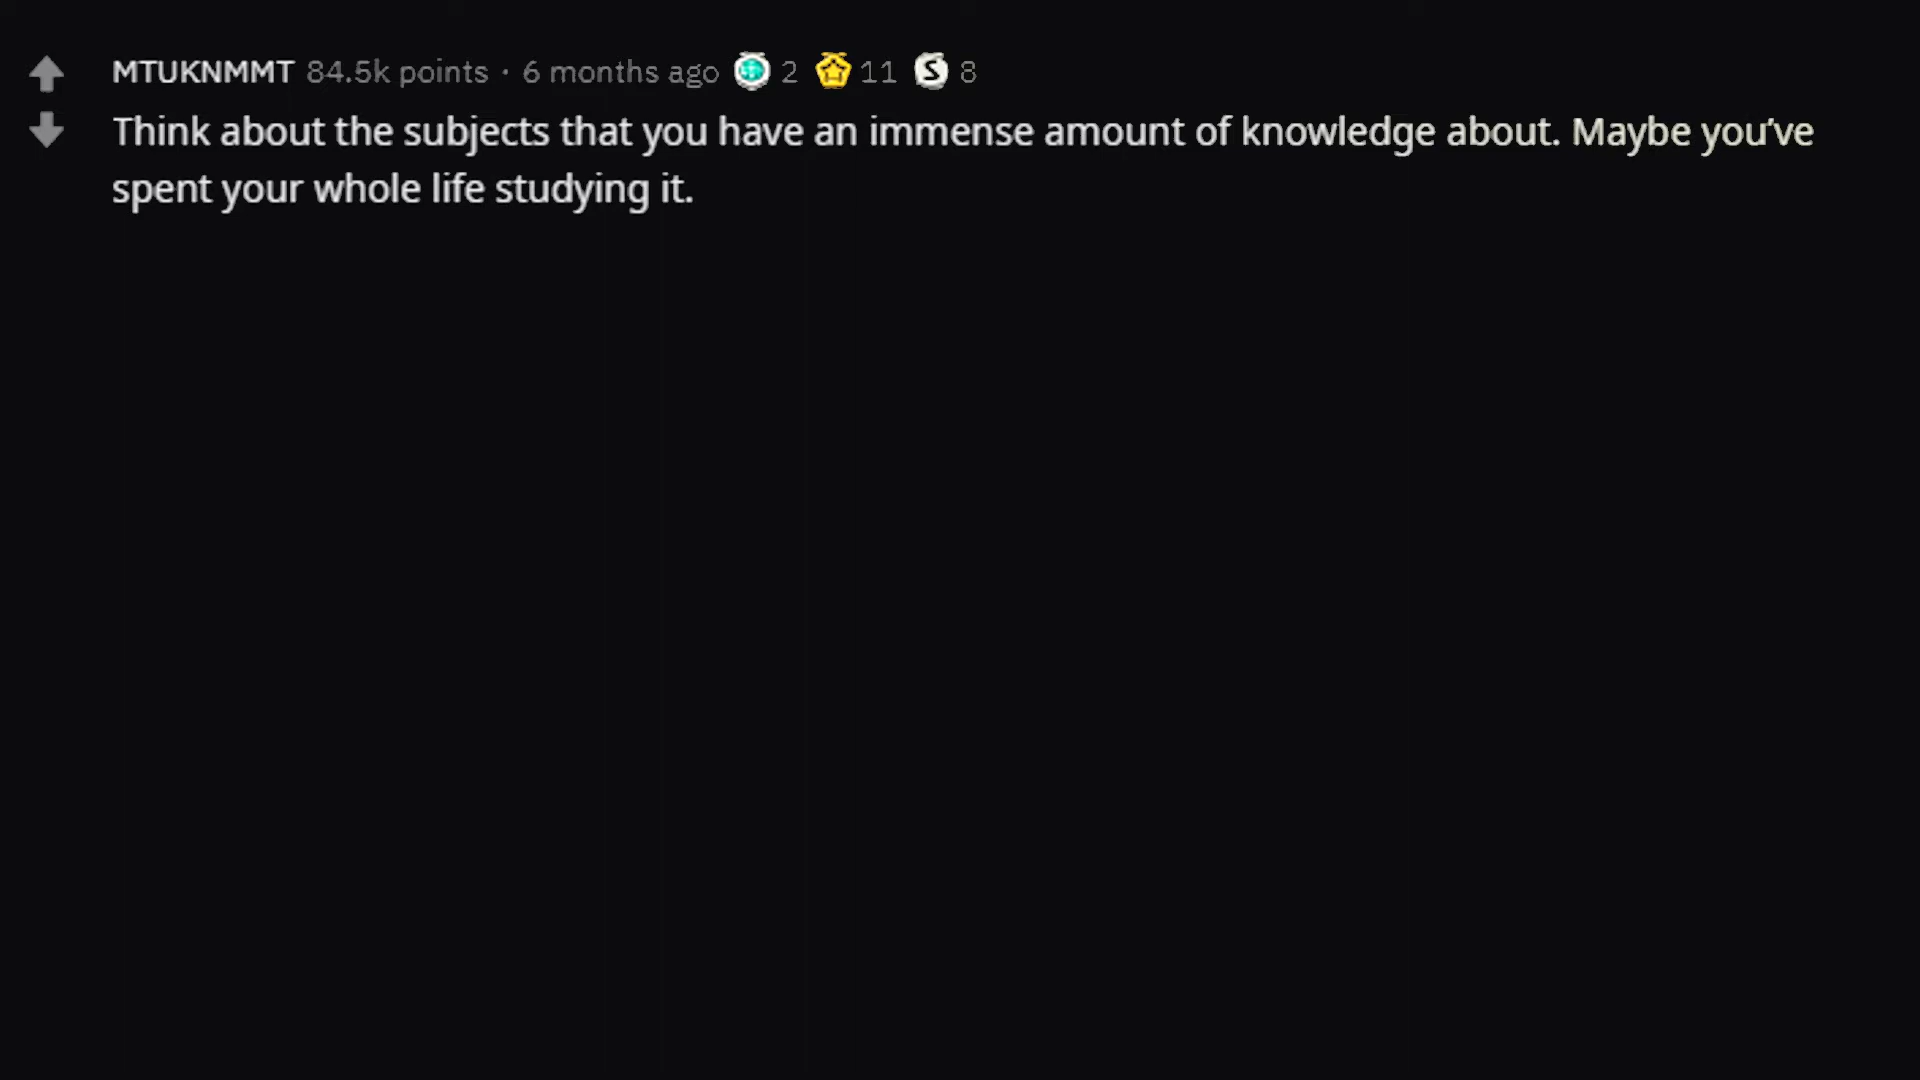 MTUKNMMT 84.5k points · 6 months ago 2 11 S 8
Think about the subjects that you have an immense amount of knowledge about. Maybe you’ve
spent your whole life studying it.